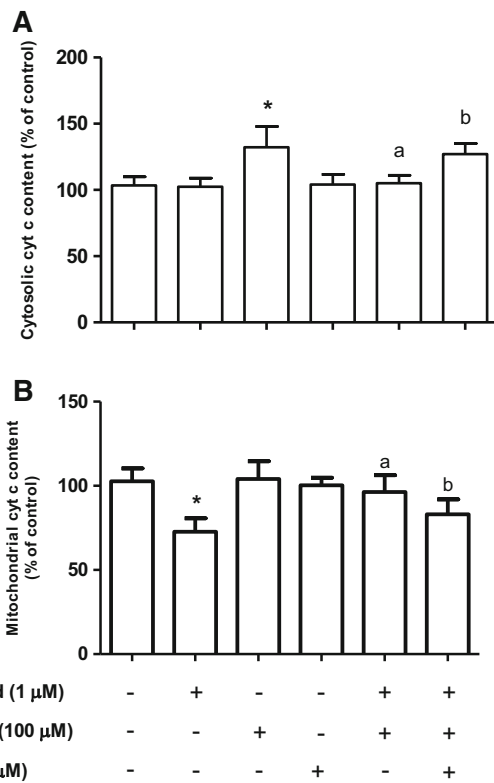 A
Cytosolic cyt c content (% of control)
200
150
100
50
0
*
a
b
B
Mitochondrial cyt c content
(% of control)
150
100
50
0
*
a
b
(1 µM) - + - - + +
(100 µM) - - + - + +
- - - + - +